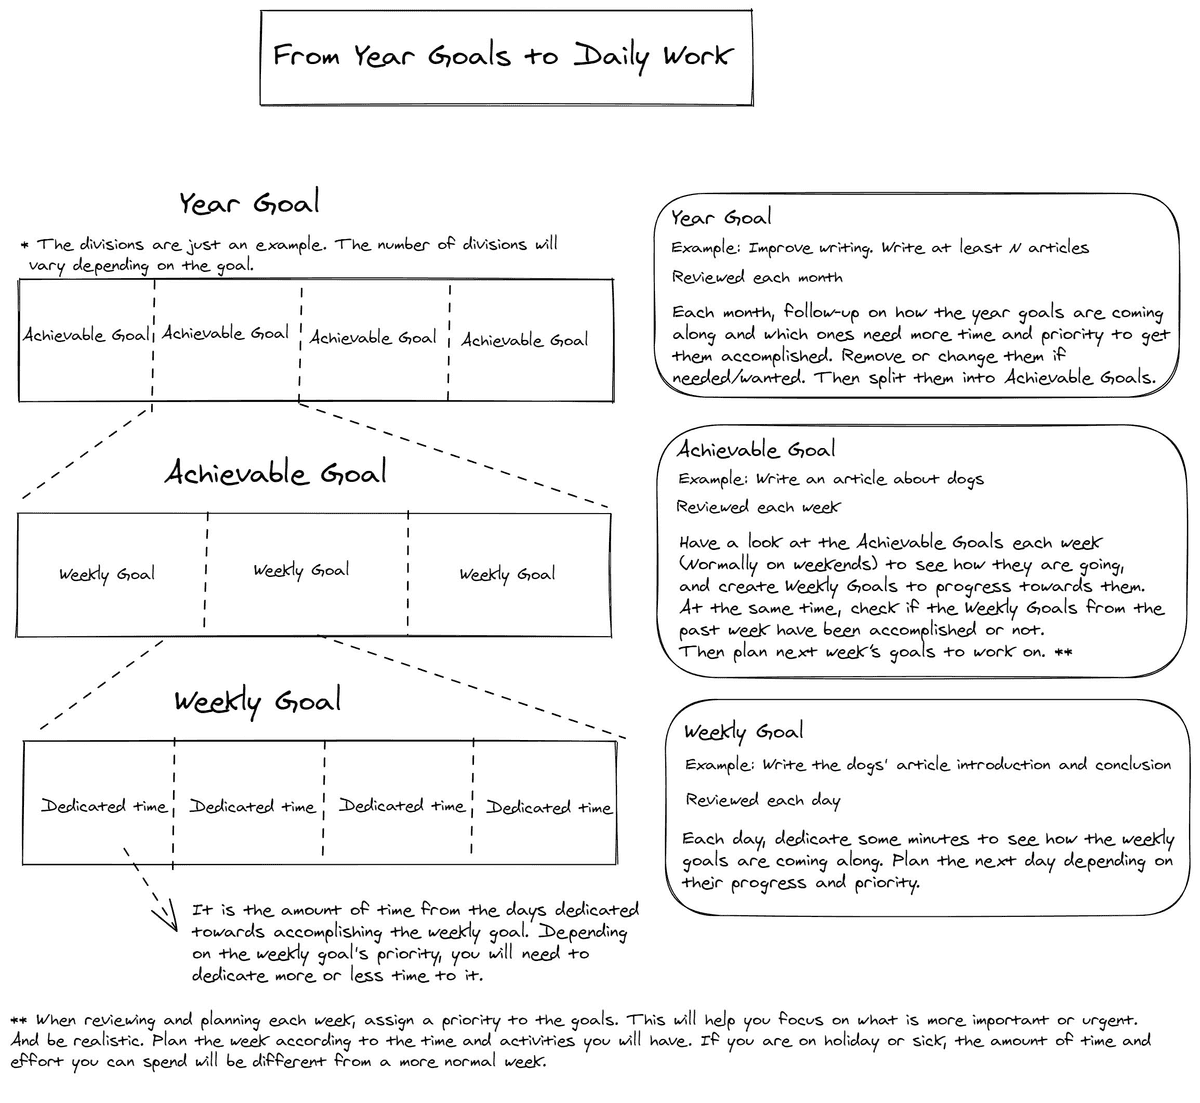 From Year Goals to Daily Work
Year Goal
* The divisions are just an example. The number of divisions will
vary depending on the goal.
Achievable Goal
Achievable Goal
Achievable Goal
Achievable Goal
Achievable Goal
Weekly Goal
Weekly Goal
Weekly Goal
Weekly Goal
Dedicated time
Dedicated time
Dedicated time
Dedicated time
It is the amount of time from the days dedicated
towards accomplishing the weekly goal. Depending
on the weekly goal's priority, you will need to
dedicate more or less time to it.
Year Goal
Example: Improve writing. Write at least N articles
Reviewed each month
Each month, follow-up on how the year goals are coming
along and which ones need more time and priority to get
them accomplished. Remove or change them if
needed/wanted. Then split them into Achievable Goals.
Achievable Goal
Example: Write an article about dogs
Reviewed each week
Have a look at the Achievable Goals each week
(Normally on weekends) to see how they are going,
and create Weekly Goals to progress towards them.
At the same time, check if the Weekly Goals from the
past week have been accomplished or not.
Then plan next week's goals to work on. **
Weekly Goal
Example: Write the dogs' article introduction and conclusion
Reviewed each day
Each day, dedicate some minutes to see how the weekly
goals are coming along. Plan the next day depending on
their progress and priority.
** When reviewing and planning each week, assign a priority to the goals. This will help you focus on what is more important or urgent.
And be realistic. Plan the week according to the time and activities you will have. If you are on holiday or sick, the amount of time and
effort you can spend will be different from a more normal week.